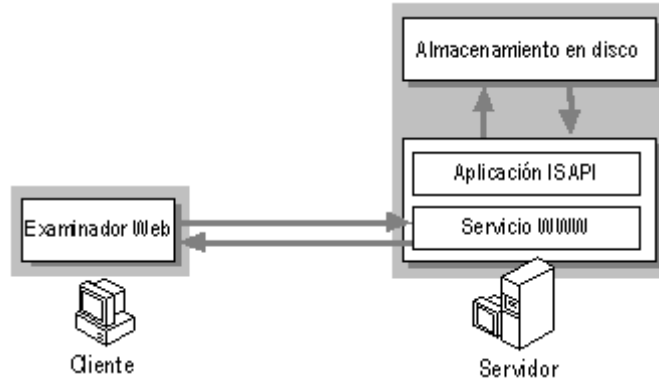 Almacenamiento en disco
Aplicación ISAPI
Servicio WWW
Examinador Web
Cliente
Servidor